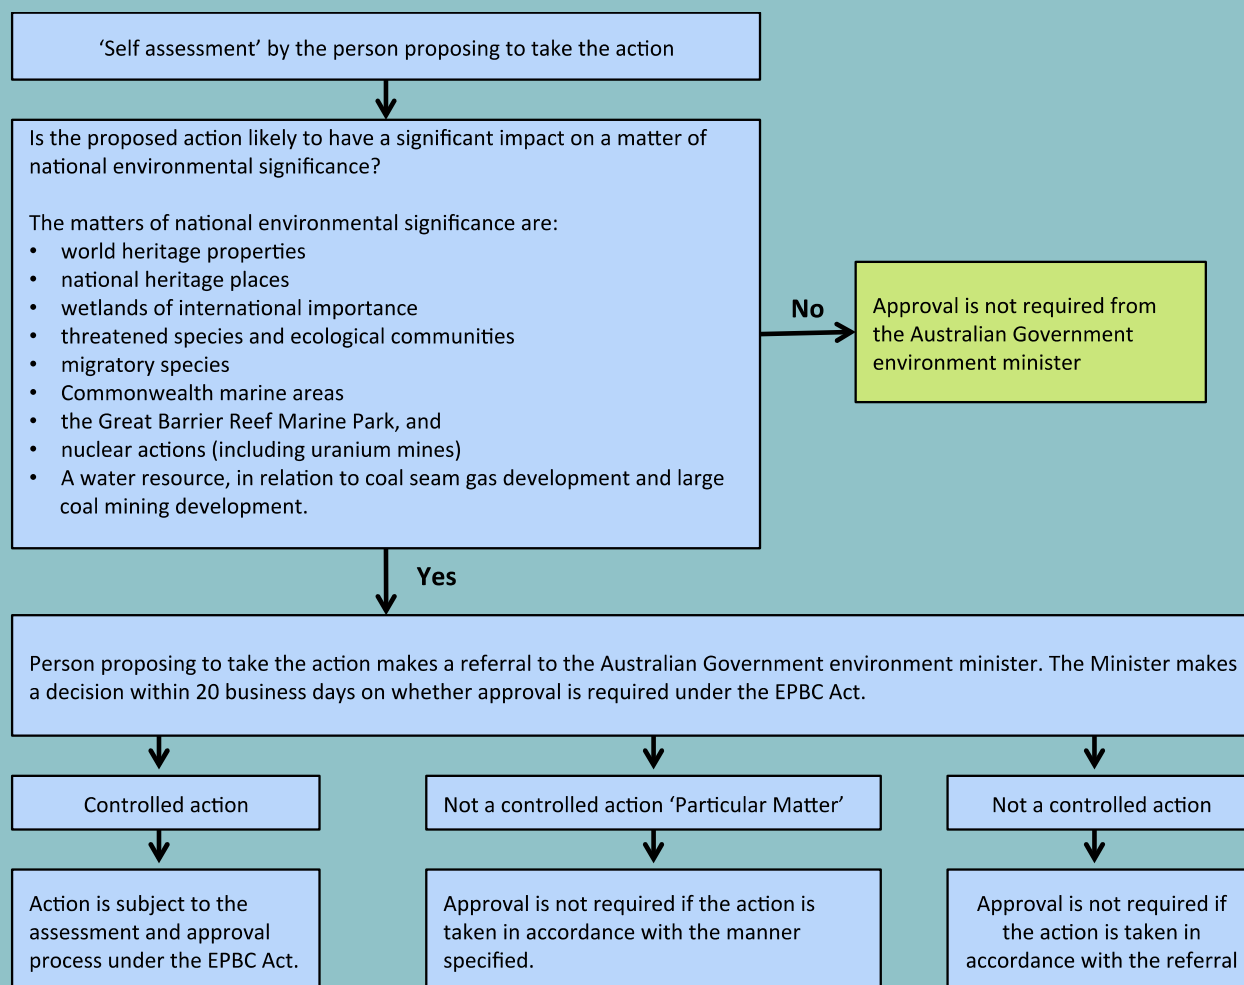 ‘Self assessment’ by the person proposing to take the action
Is the proposed action likely to have a significant impact on a matter of
national environmental significance?
The matters of national environmental significance are:
• world heritage properties
• national heritage places
• wetlands of international importance
• threatened species and ecological communities
• migratory species
• Commonwealth marine areas
• the Great Barrier Reef Marine Park, and
• nuclear actions (including uranium mines)
• A water resource, in relation to coal seam gas development and large
coal mining development.
No
Approval is not required from
the Australian Government
environment minister
Yes
Person proposing to take the action makes a referral to the Australian Government environment minister. The Minister makes
a decision within 20 business days on whether approval is required under the EPBC Act.
Controlled action
Not a controlled action ‘Particular Matter’
Not a controlled action
Action is subject to the
assessment and approval
process under the EPBC Act.
Approval is not required if the action is
taken in accordance with the manner
specified.
Approval is not required if
the action is taken in
accordance with the referral